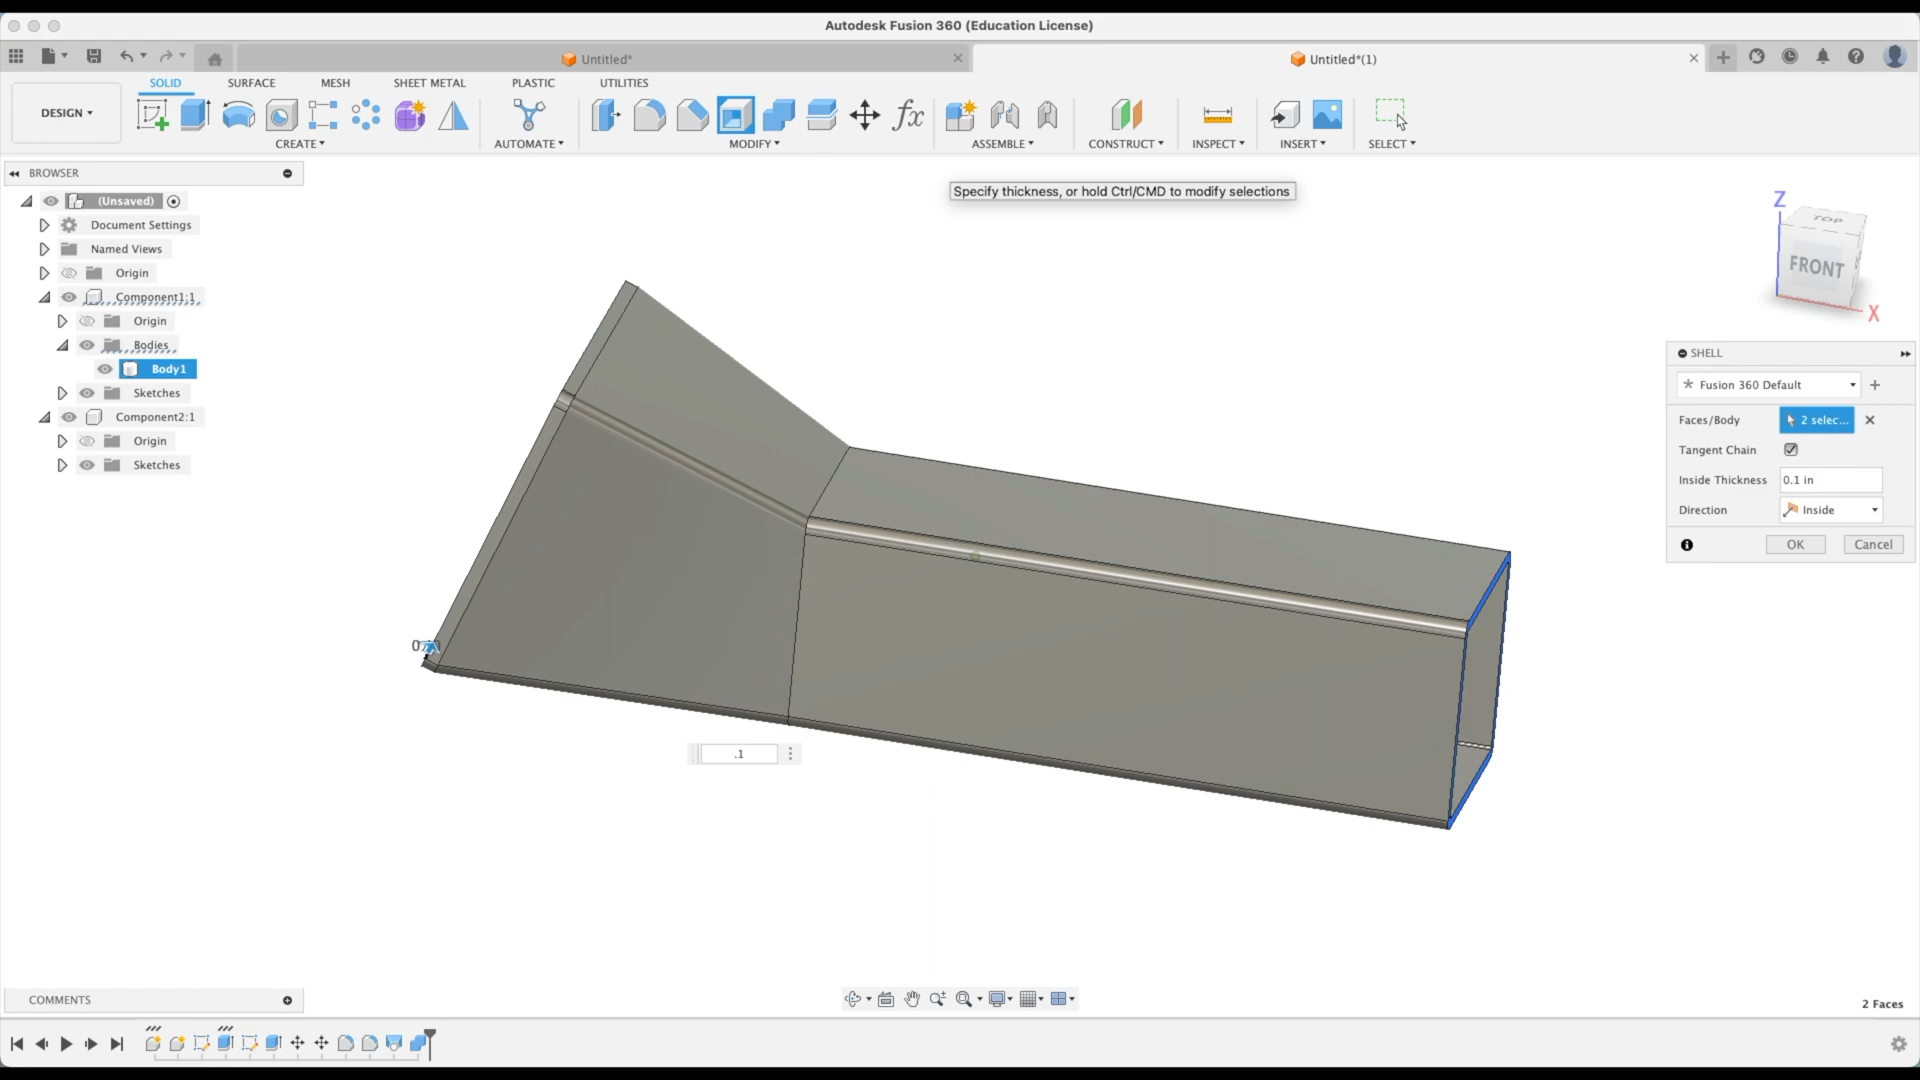 Autodesk Fusion 360 (Education License)
Untitled*
Untitled*(1)
SOLID
SURFACE
MESH
SHEET METAL
PLASTIC
UTILITIES
DESIGN
CREATE
AUTOMATE
MODIFY
ASSEMBLE
CONSTRUCT
INSPECT
INSERT
SELECT
BROWSER
Specify thickness, or hold Ctrl/CMD to modify selections
(Unsaved)
Document Settings
Named Views
Origin
Component1:1
Origin
Bodies
Body1
Sketches
Component2:1
Origin
Sketches
Z
TOP
FRONT
X
SHELL
Fusion 360 Default
Faces/Body
2 selec...
Tangent Chain
Inside Thickness
0.1 in
Direction
Inside
OK
Cancel
.1
COMMENTS
2 Faces